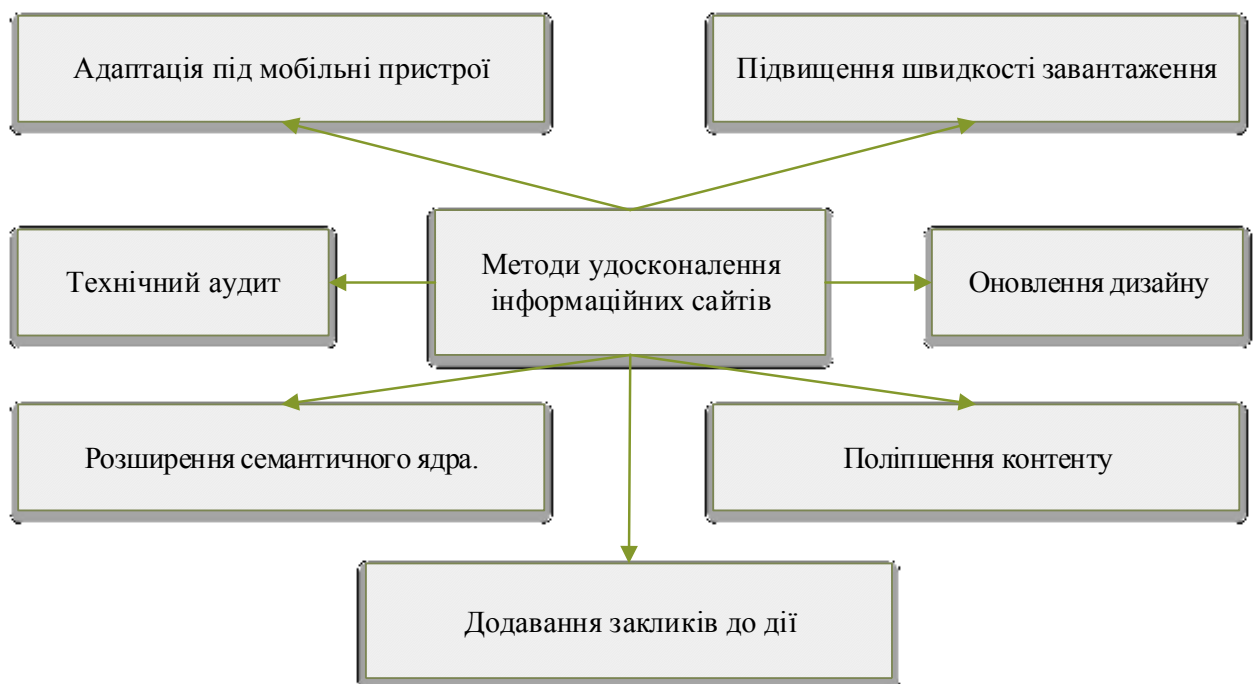 Адаптація під мобільні пристрої
Підвищення швидкості завантаження
Технічний аудит
Методи удосконалення
інформаційних сайтів
Оновлення дизайну
Розширення семантичного ядра.
Поліпшення контенту
Додавання закликів до дії